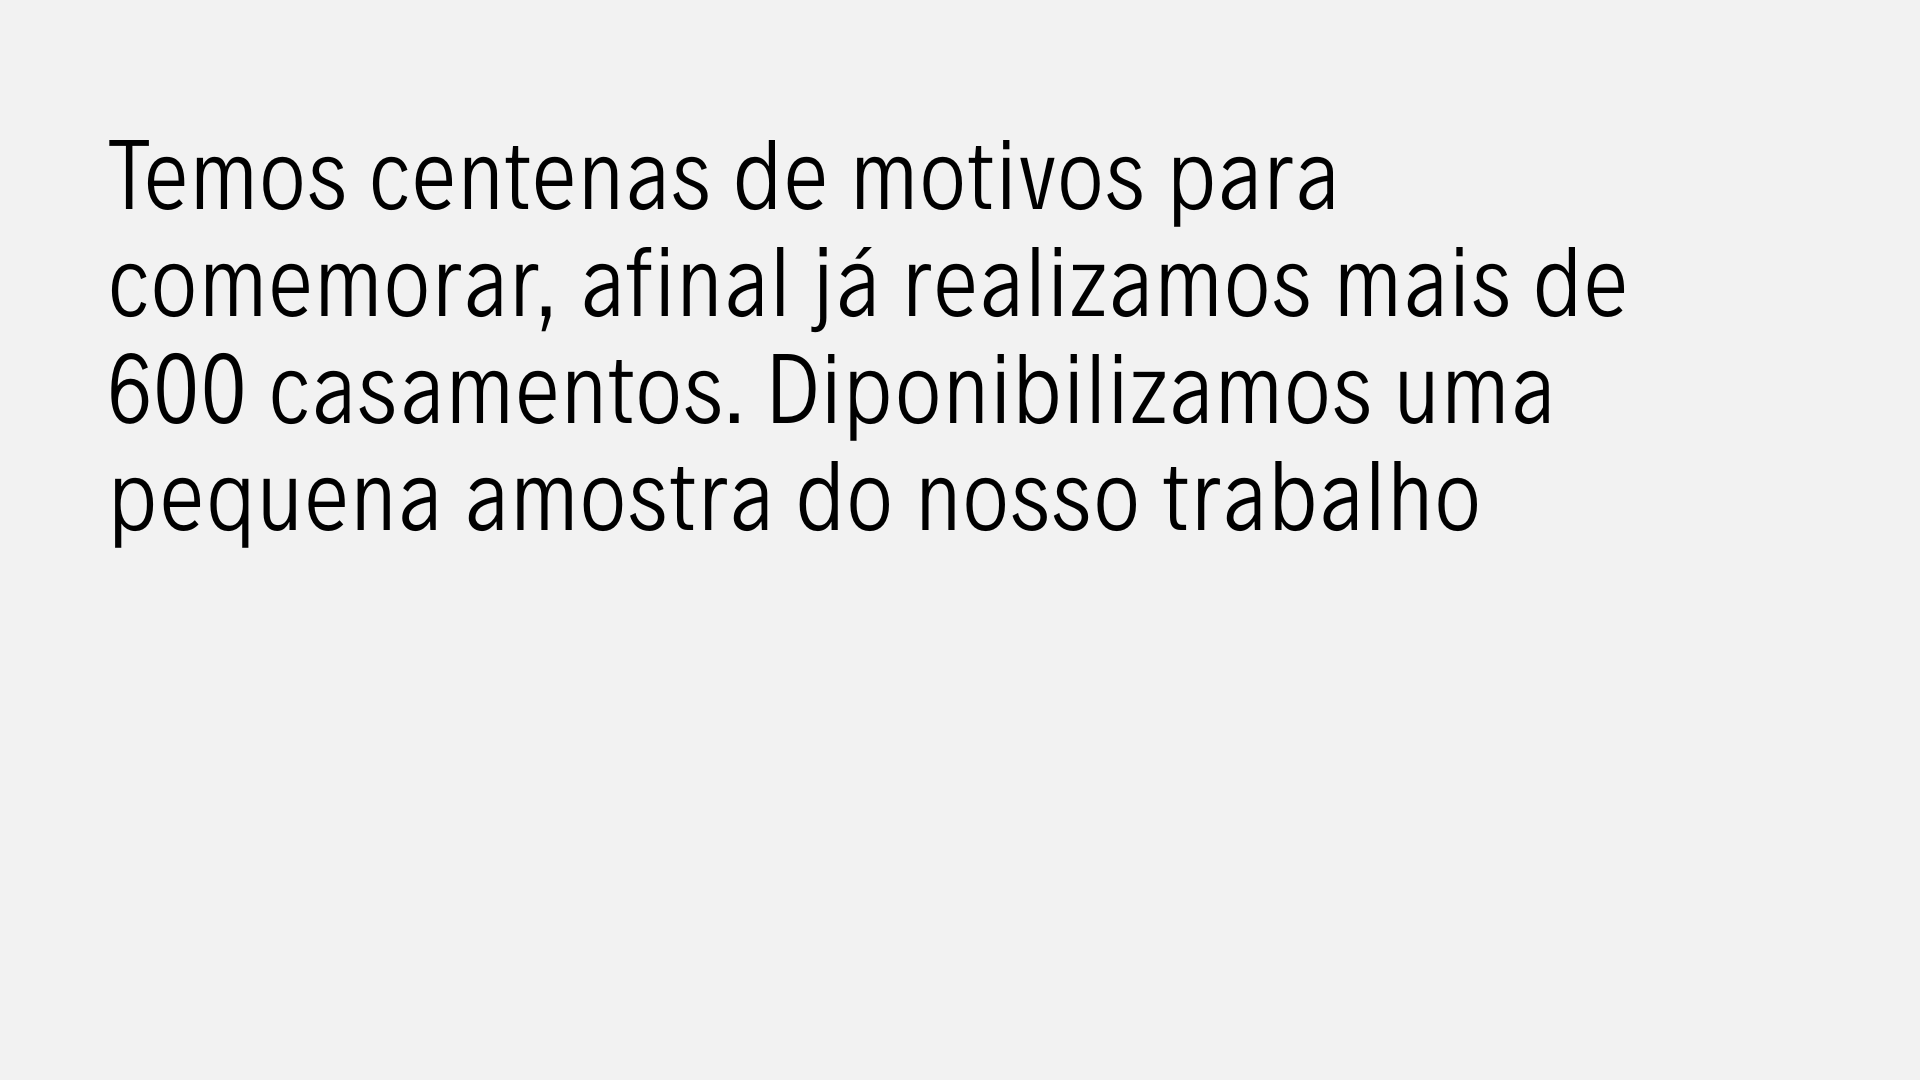 Temos centenas de motivos para
comemorar, afinal já realizamos mais de
600 casamentos. Diponibilizamos uma
pequena amostra do nosso trabalho